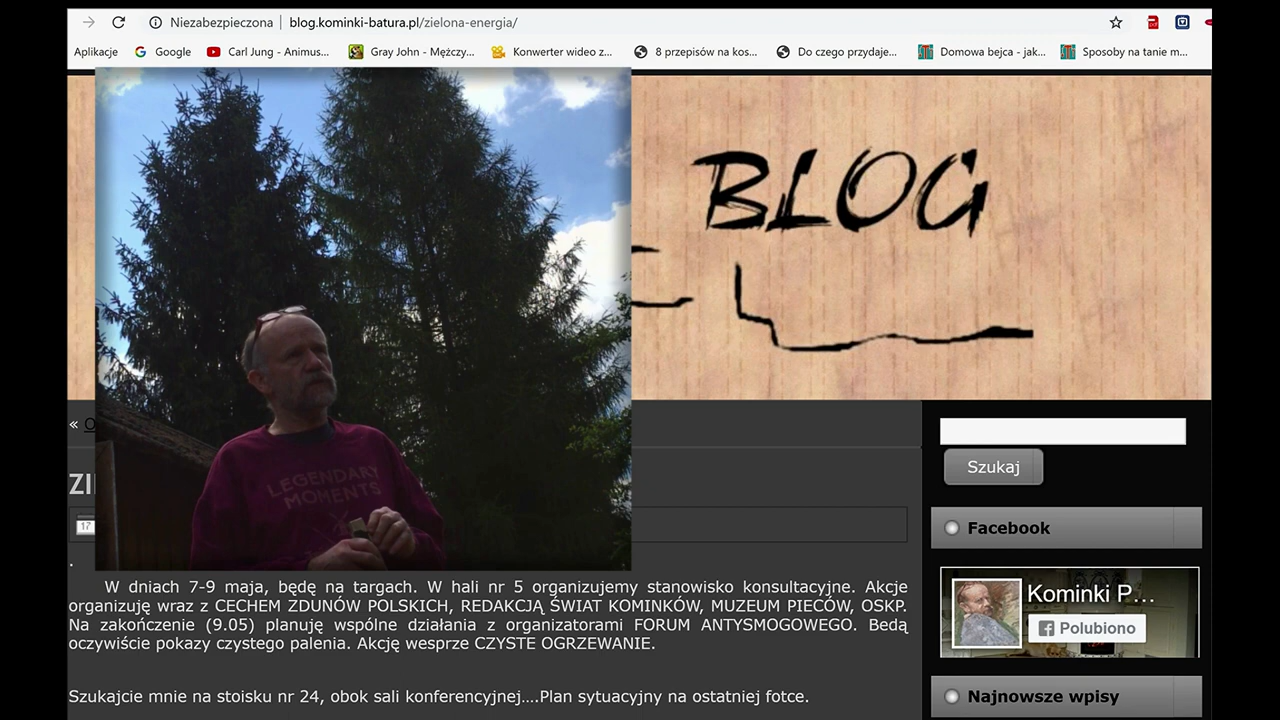 Niezabezpieczona | blog.kominki-batura.pl/zielona-energia/
Aplikacje Google Carl Jung - Animus... Gray John - Mężczy... Konwerter wideo z... 8 przepisów na kos... Do czego przydaje... Domowa bejca - jak... Sposoby na tanie m...
BLOG
«
LEGENDARY
MOMENTS
Szukaj
17
Facebook
.
W dniach 7-9 maja, będę na targach. W hali nr 5 organizujemy stanowisko konsultacyjne. Akcje
organizuję wraz z CECHEM ZDUNÓW POLSKICH, REDAKCJĄ ŚWIAT KOMINKÓW, MUZEUM PIECÓW, OSKP.
Na zakończenie (9.05) planuję wspólne działania z organizatorami FORUM ANTYSMOGOWEGO. Bedą
oczywiście pokazy czystego palenia. Akcję wesprze CZYSTE OGRZEWANIE.
Kominki P...
Polubiono
Szukajcie mnie na stoisku nr 24, obok sali konferencyjnej....Plan sytuacyjny na ostatniej fotce.
Najnowsze wpisy